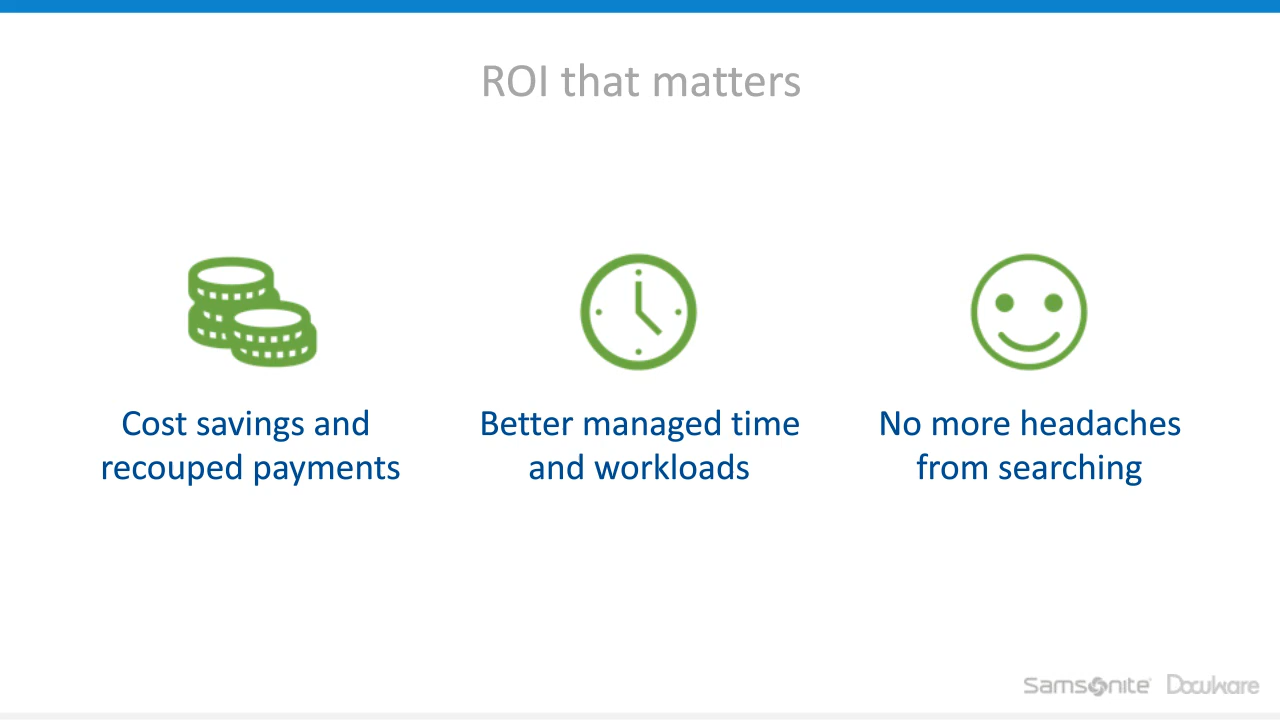 ROI that matters
Cost savings and
recouped payments
Better managed time
and workloads
No more headaches
from searching
Samsonite DocuWare